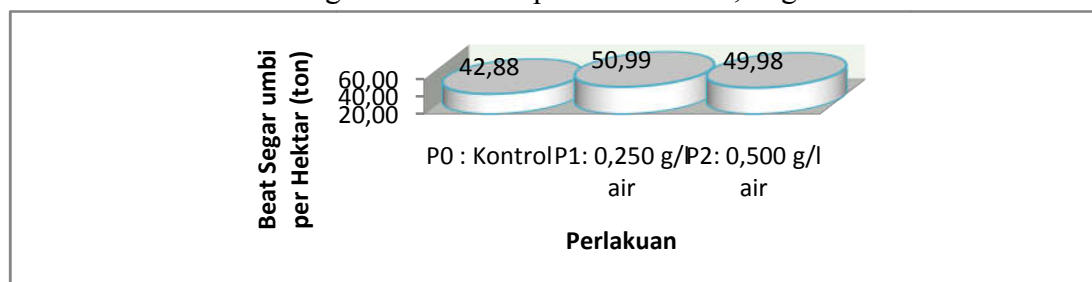 Beat Segar umbi
per Hektar (ton)
60,00
40,00
20,00
42,88
50,99
49,98
P0 : Kontrol
P1: 0,250 g/l
air
P2: 0,500 g/l
air
Perlakuan